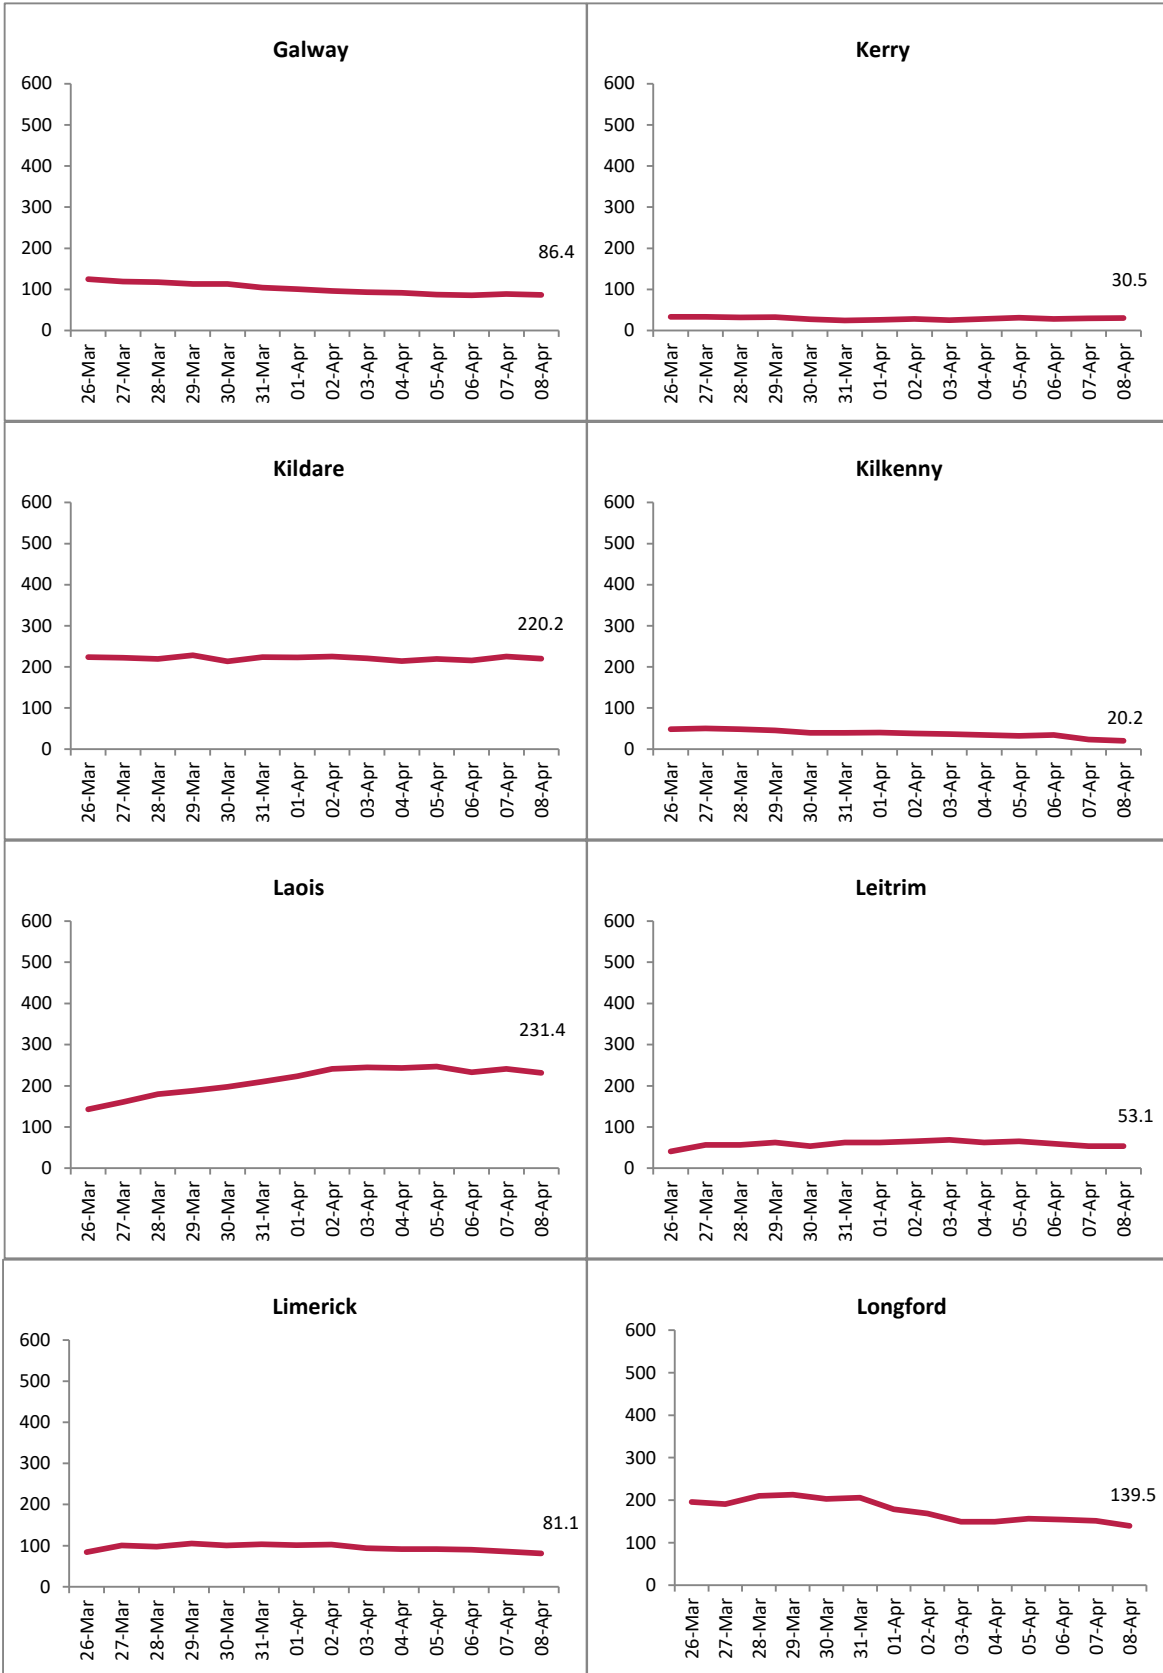 Galway
600
500
400
300
200
100
0
86.4
26-Mar
27-Mar
28-Mar
29-Mar
30-Mar
31-Mar
01-Apr
02-Apr
03-Apr
04-Apr
05-Apr
06-Apr
07-Apr
08-Apr
Kerry
600
500
400
300
200
100
0
30.5
26-Mar
27-Mar
28-Mar
29-Mar
30-Mar
31-Mar
01-Apr
02-Apr
03-Apr
04-Apr
05-Apr
06-Apr
07-Apr
08-Apr
Kildare
600
500
400
300
200
100
0
220.2
26-Mar
27-Mar
28-Mar
29-Mar
30-Mar
31-Mar
01-Apr
02-Apr
03-Apr
04-Apr
05-Apr
06-Apr
07-Apr
08-Apr
Kilkenny
600
500
400
300
200
100
0
20.2
26-Mar
27-Mar
28-Mar
29-Mar
30-Mar
31-Mar
01-Apr
02-Apr
03-Apr
04-Apr
05-Apr
06-Apr
07-Apr
08-Apr
Laois
600
500
400
300
200
100
0
231.4
26-Mar
27-Mar
28-Mar
29-Mar
30-Mar
31-Mar
01-Apr
02-Apr
03-Apr
04-Apr
05-Apr
06-Apr
07-Apr
08-Apr
Leitrim
600
500
400
300
200
100
0
53.1
26-Mar
27-Mar
28-Mar
29-Mar
30-Mar
31-Mar
01-Apr
02-Apr
03-Apr
04-Apr
05-Apr
06-Apr
07-Apr
08-Apr
Limerick
600
500
400
300
200
100
0
81.1
26-Mar
27-Mar
28-Mar
29-Mar
30-Mar
31-Mar
01-Apr
02-Apr
03-Apr
04-Apr
05-Apr
06-Apr
07-Apr
08-Apr
Longford
600
500
400
300
200
100
0
139.5
26-Mar
27-Mar
28-Mar
29-Mar
30-Mar
31-Mar
01-Apr
02-Apr
03-Apr
04-Apr
05-Apr
06-Apr
07-Apr
08-Apr